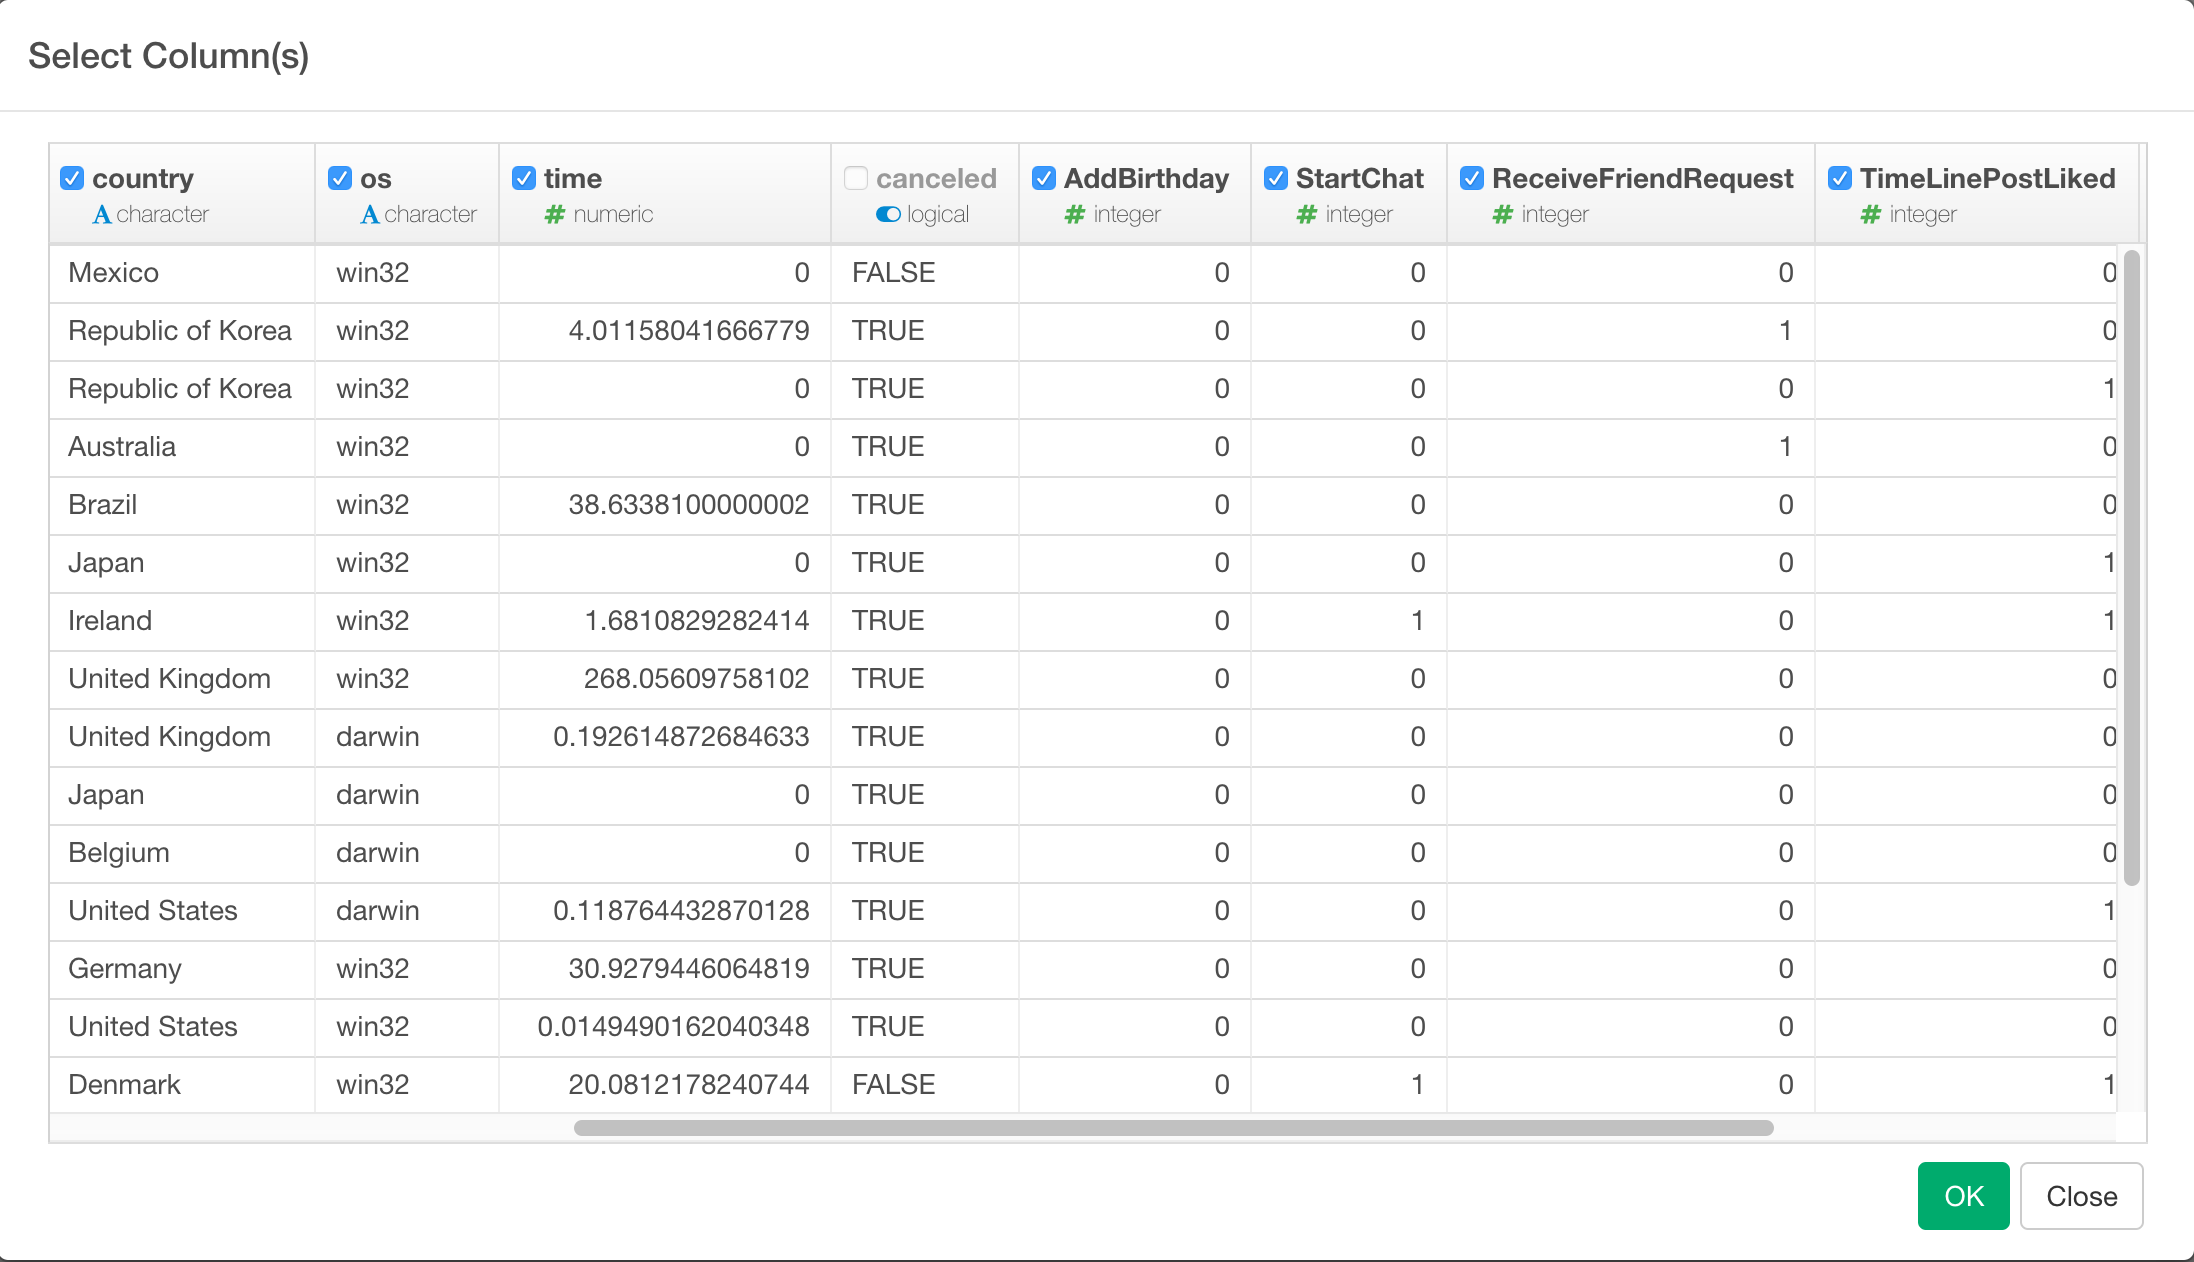 Select Column(s)
country os time canceled AddBirthday StartChat ReceiveFriendRequest TimeLinePostLiked
A character A character # numeric logical # integer # integer # integer # integer
Mexico win32 0 FALSE 0 0 0 0
Republic of Korea win32 4.01158041666779 TRUE 0 0 1 0
Republic of Korea win32 0 TRUE 0 0 0 1
Australia win32 0 TRUE 0 0 1 0
Brazil win32 38.6338100000002 TRUE 0 0 0 0
Japan win32 0 TRUE 0 0 0 1
Ireland win32 1.6810829282414 TRUE 0 1 0 1
United Kingdom win32 268.05609758102 TRUE 0 0 0 0
United Kingdom darwin 0.192614872684633 TRUE 0 0 0 0
Japan darwin 0 TRUE 0 0 0 0
Belgium darwin 0 TRUE 0 0 0 0
United States darwin 0.118764432870128 TRUE 0 0 0 1
Germany win32 30.9279446064819 TRUE 0 0 0 0
United States win32 0.0149490162040348 TRUE 0 0 0 0
Denmark win32 20.0812178240744 FALSE 0 1 0 1
OK Close